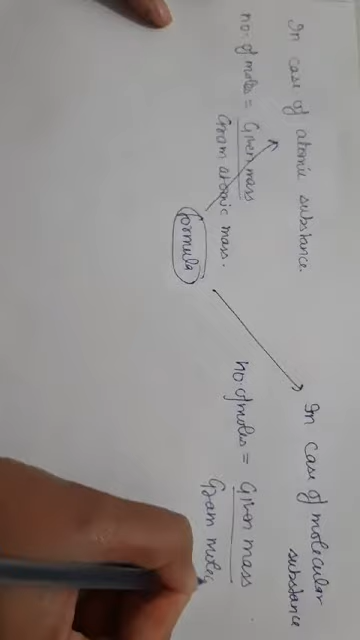 In case of atomic substance.
no. of moles = Given mass
Gram atomic mass.
formula
In case of molecular
substance
no. of moles = Given mass
Gram molec